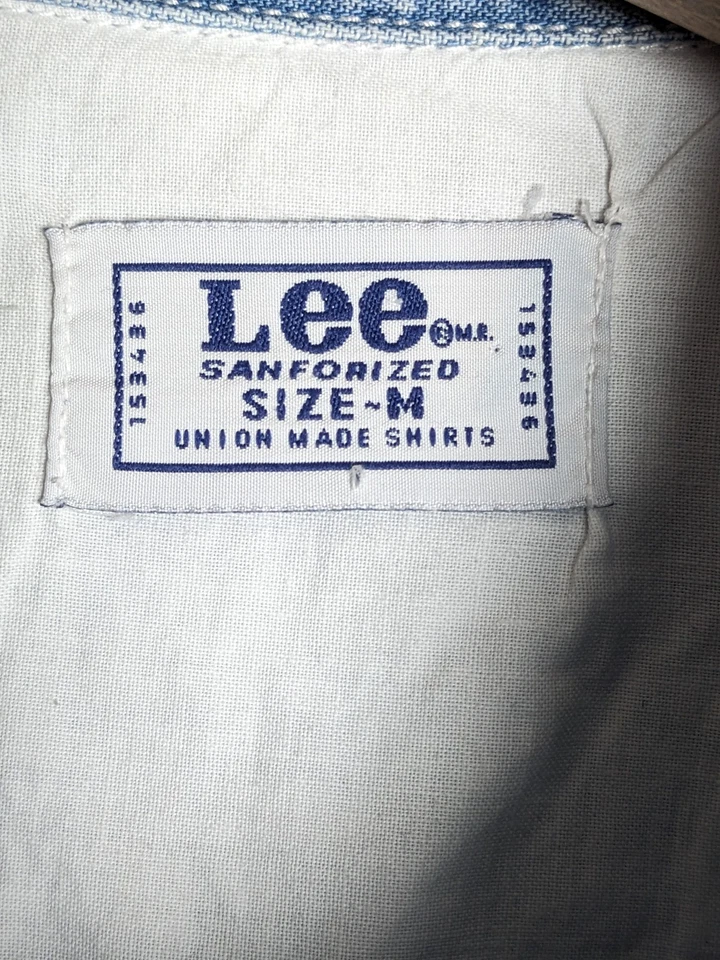 Lee ® M.R.
SANFORIZED
SIZE~M
UNION MADE SHIRTS
153436
153436